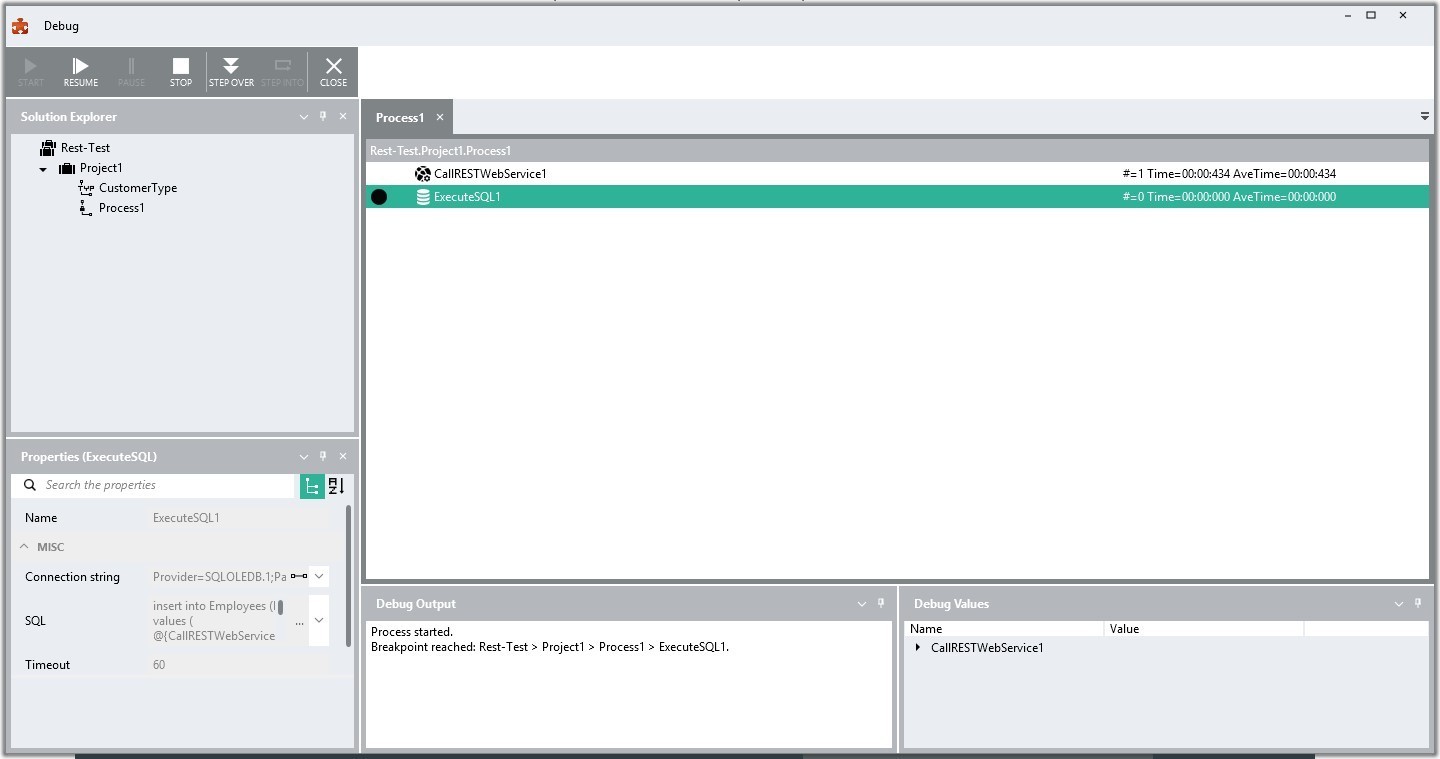 Debug
START RESUME PAUSE STOP STEP OVER STEP INTO CLOSE
Solution Explorer
Rest-Test
Project1
CustomerType
Process1
Properties (ExecuteSQL)
Search the properties
Name ExecuteSQL1
MISC
Connection string Provider=SQLOLEDB.1;Pa
SQL
insert into Employees (I
values (
@{CallRESTWebService
...
Timeout 60
Process1
Rest-Test.Project1.Process1
CallRESTWebService1 #=1 Time=00:00:434 AveTime=00:00:434
ExecuteSQL1 #=0 Time=00:00:000 AveTime=00:00:000
Debug Output
Process started.
Breakpoint reached: Rest-Test > Project1 > Process1 > ExecuteSQL1.
Debug Values
Name Value
CallRESTWebService1